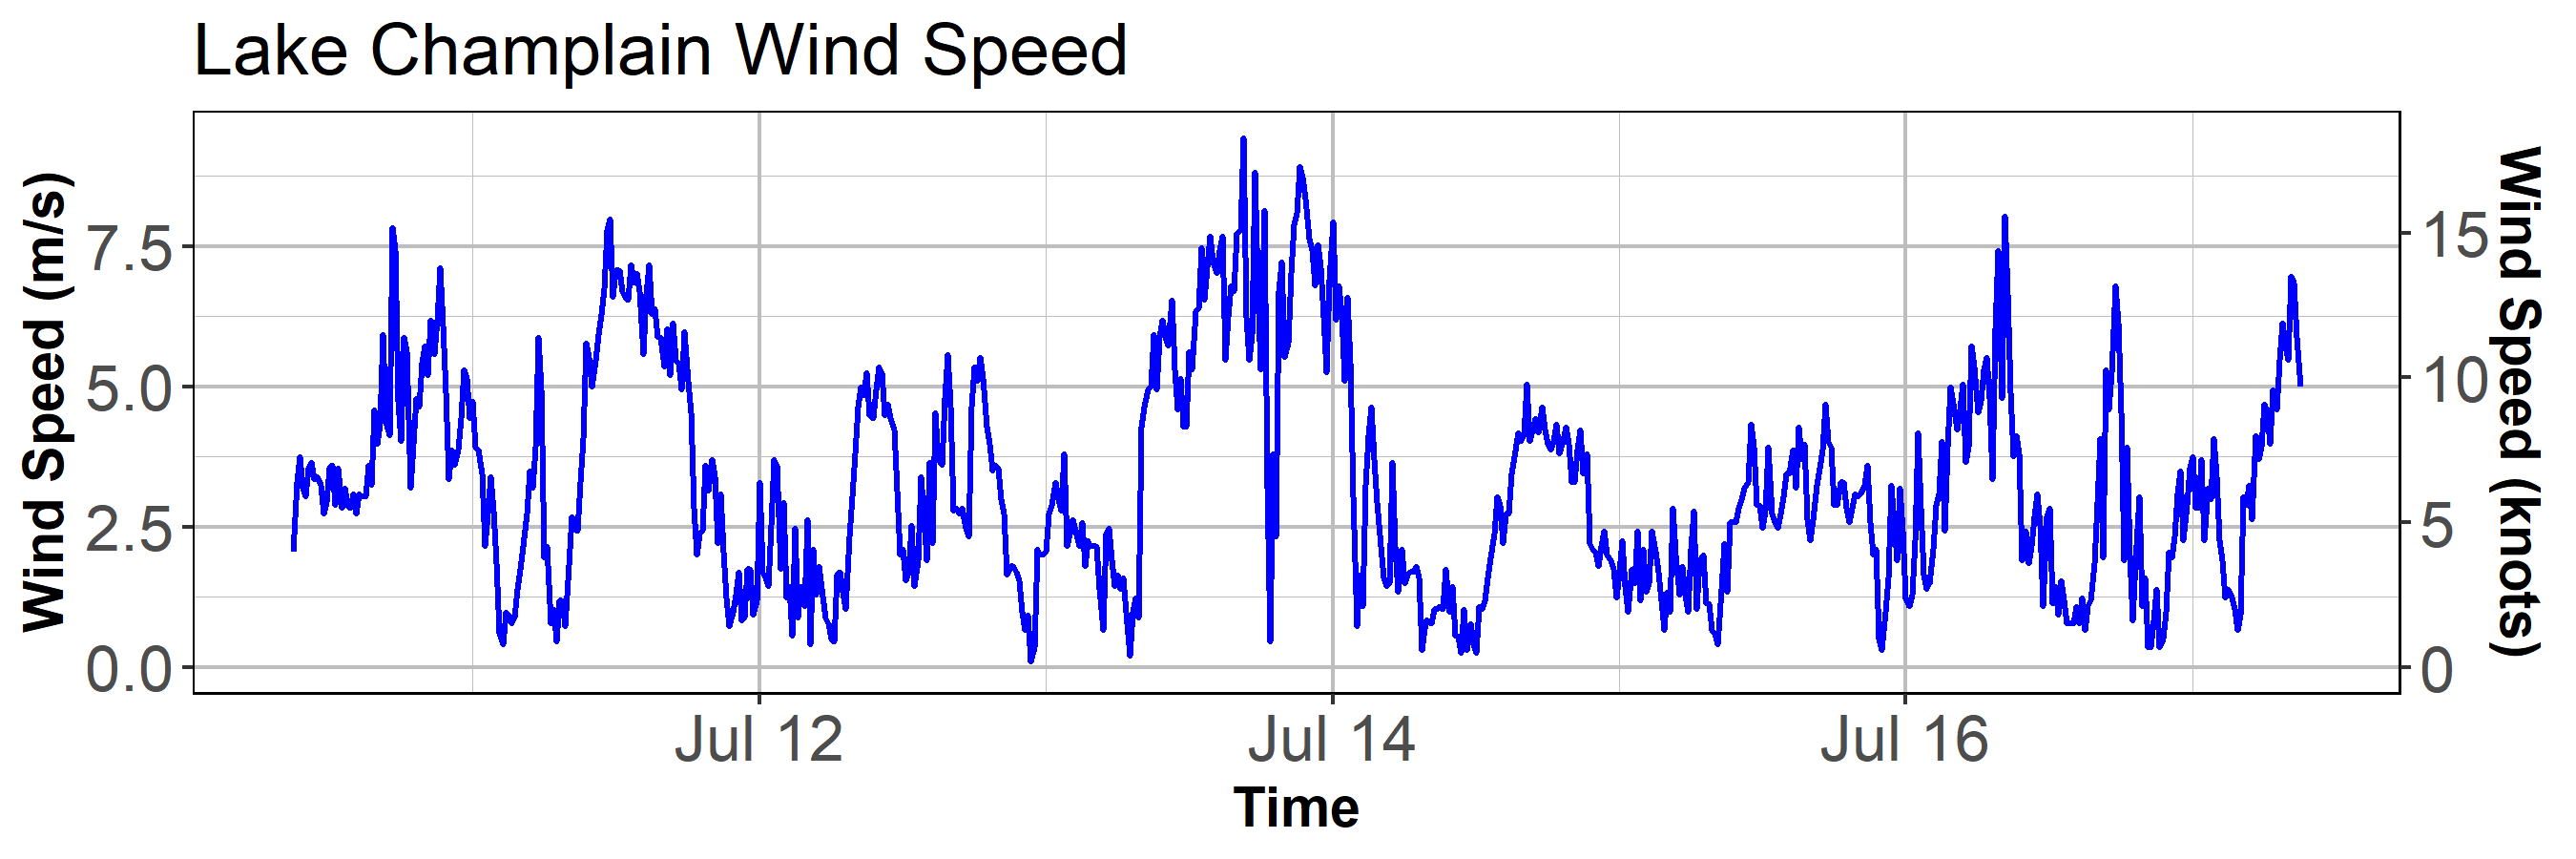 Lake Champlain Wind Speed
Wind Speed (m/s)
7.5
5.0
2.5
0.0
15
10
5
0
Wind Speed (knots)
Jul 12
Jul 14
Jul 16
Time